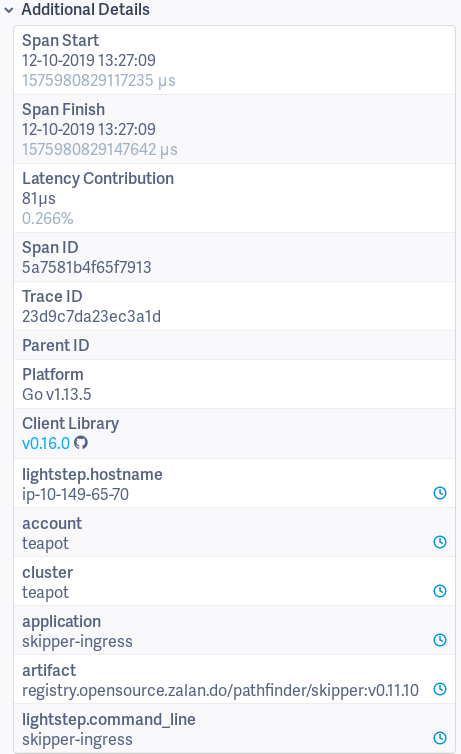 Additional Details
Span Start
12-10-2019 13:27:09
1575980829117235 µs
Span Finish
12-10-2019 13:27:09
1575980829147642 µs
Latency Contribution
81µs
0.266%
Span ID
5a7581b4f65f7913
Trace ID
23d9c7da23ec3a1d
Parent ID
Platform
Go v1.13.5
Client Library
v0.16.0
lightstep.hostname
ip-10-149-65-70
account
teapot
cluster
teapot
application
skipper-ingress
artifact
registry.opensource.zalan.do/pathfinder/skipper:v0.11.10
lightstep.command_line
skipper-ingress